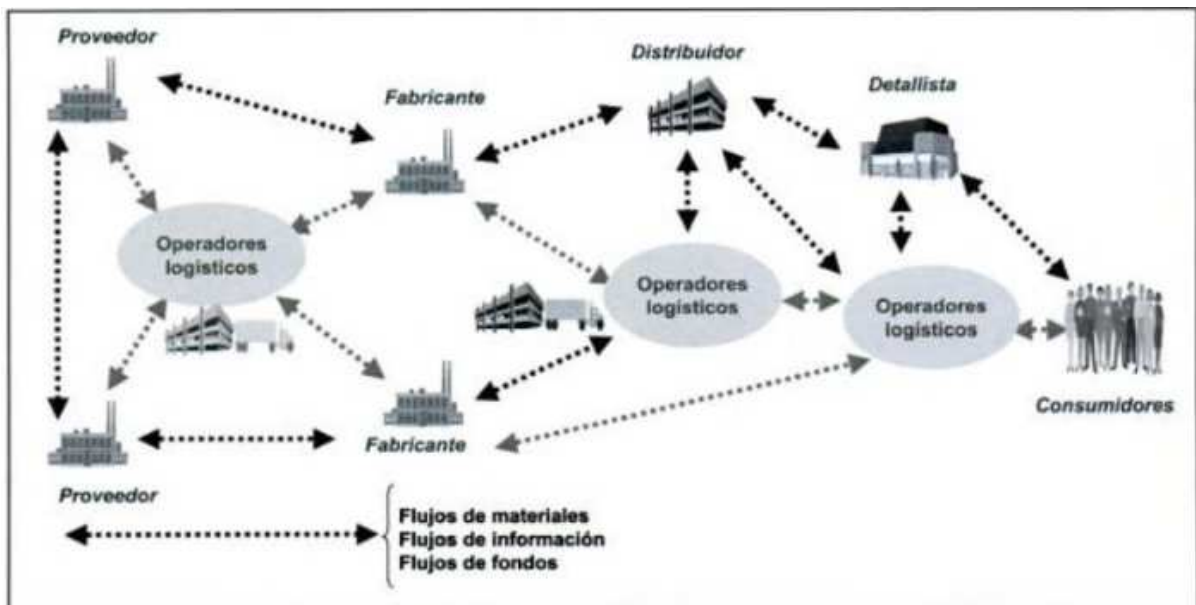 Proveedor
Distribuidor
Fabricante
Detallista
Operadores
logísticos
Operadores
logísticos
Operadores
logísticos
Fabricante
Consumidores
Proveedor
Flujos de materiales
Flujos de información
Flujos de fondos